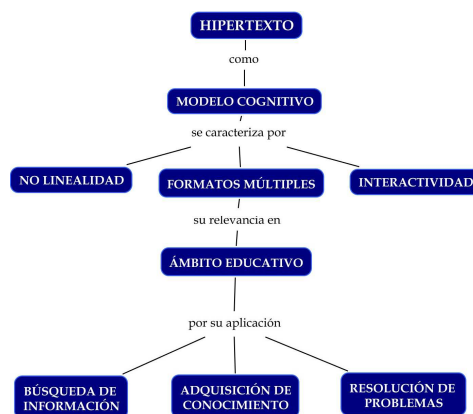 HIPERTEXTO
como
MODELO COGNITIVO
se caracteriza por
NO LINEALIDAD
FORMATOS MÚLTIPLES
INTERACTIVIDAD
su relevancia en
ÁMBITO EDUCATIVO
por su aplicación
BÚSQUEDA DE
INFORMACIÓN
ADQUISICIÓN DE
CONOCIMIENTO
RESOLUCIÓN DE
PROBLEMAS